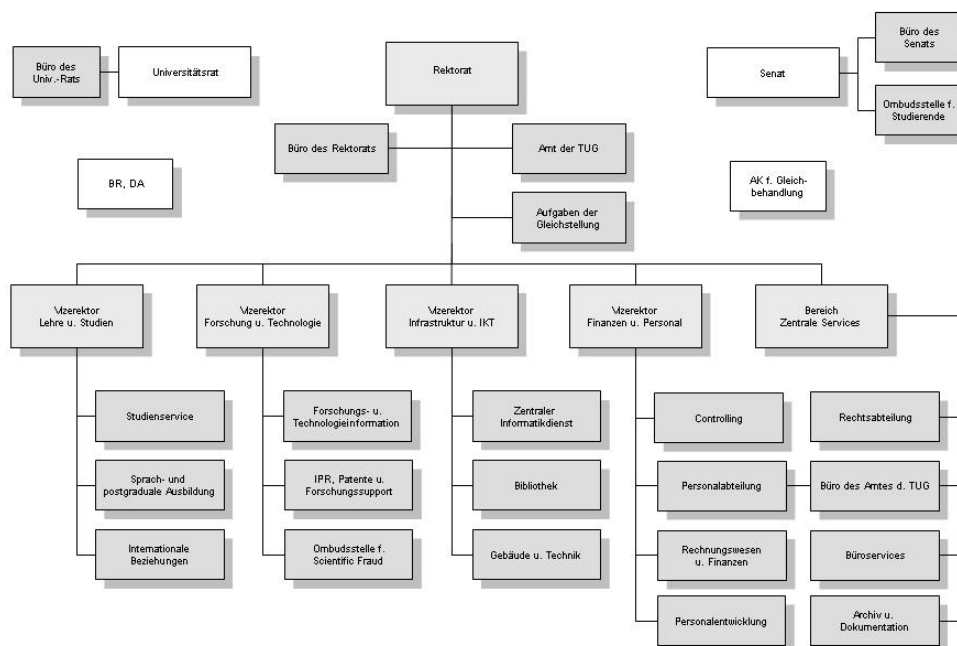 Büro des
Univ.-Rats
Universitätsrat
Rektorat
Senat
Büro des
Senats
Ombudsstelle f.
Studierende
Büro des Rektorats
Amt der TUG
BR, DA
AK f. Gleich-
behandlung
Aufgaben der
Gleichstellung
Vizerektor
Lehre u. Studien
Vizerektor
Forschung u. Technologie
Vizerektor
Infrastruktur u. IKT
Vizerektor
Finanzen u. Personal
Bereich
Zentrale Services
Studienservice
Sprach- und
postgraduale Ausbildung
Internationale
Beziehungen
Forschungs- u.
Technologieinformation
IPR, Patente u.
Forschungssupport
Ombudsstelle f.
Scientific Fraud
Zentraler
Informatikdienst
Bibliothek
Gebäude u. Technik
Controlling
Personalabteilung
Rechnungswesen
u. Finanzen
Personalentwicklung
Rechtsabteilung
Büro des Amtes d. TUG
Büroservices
Archiv u.
Dokumentation